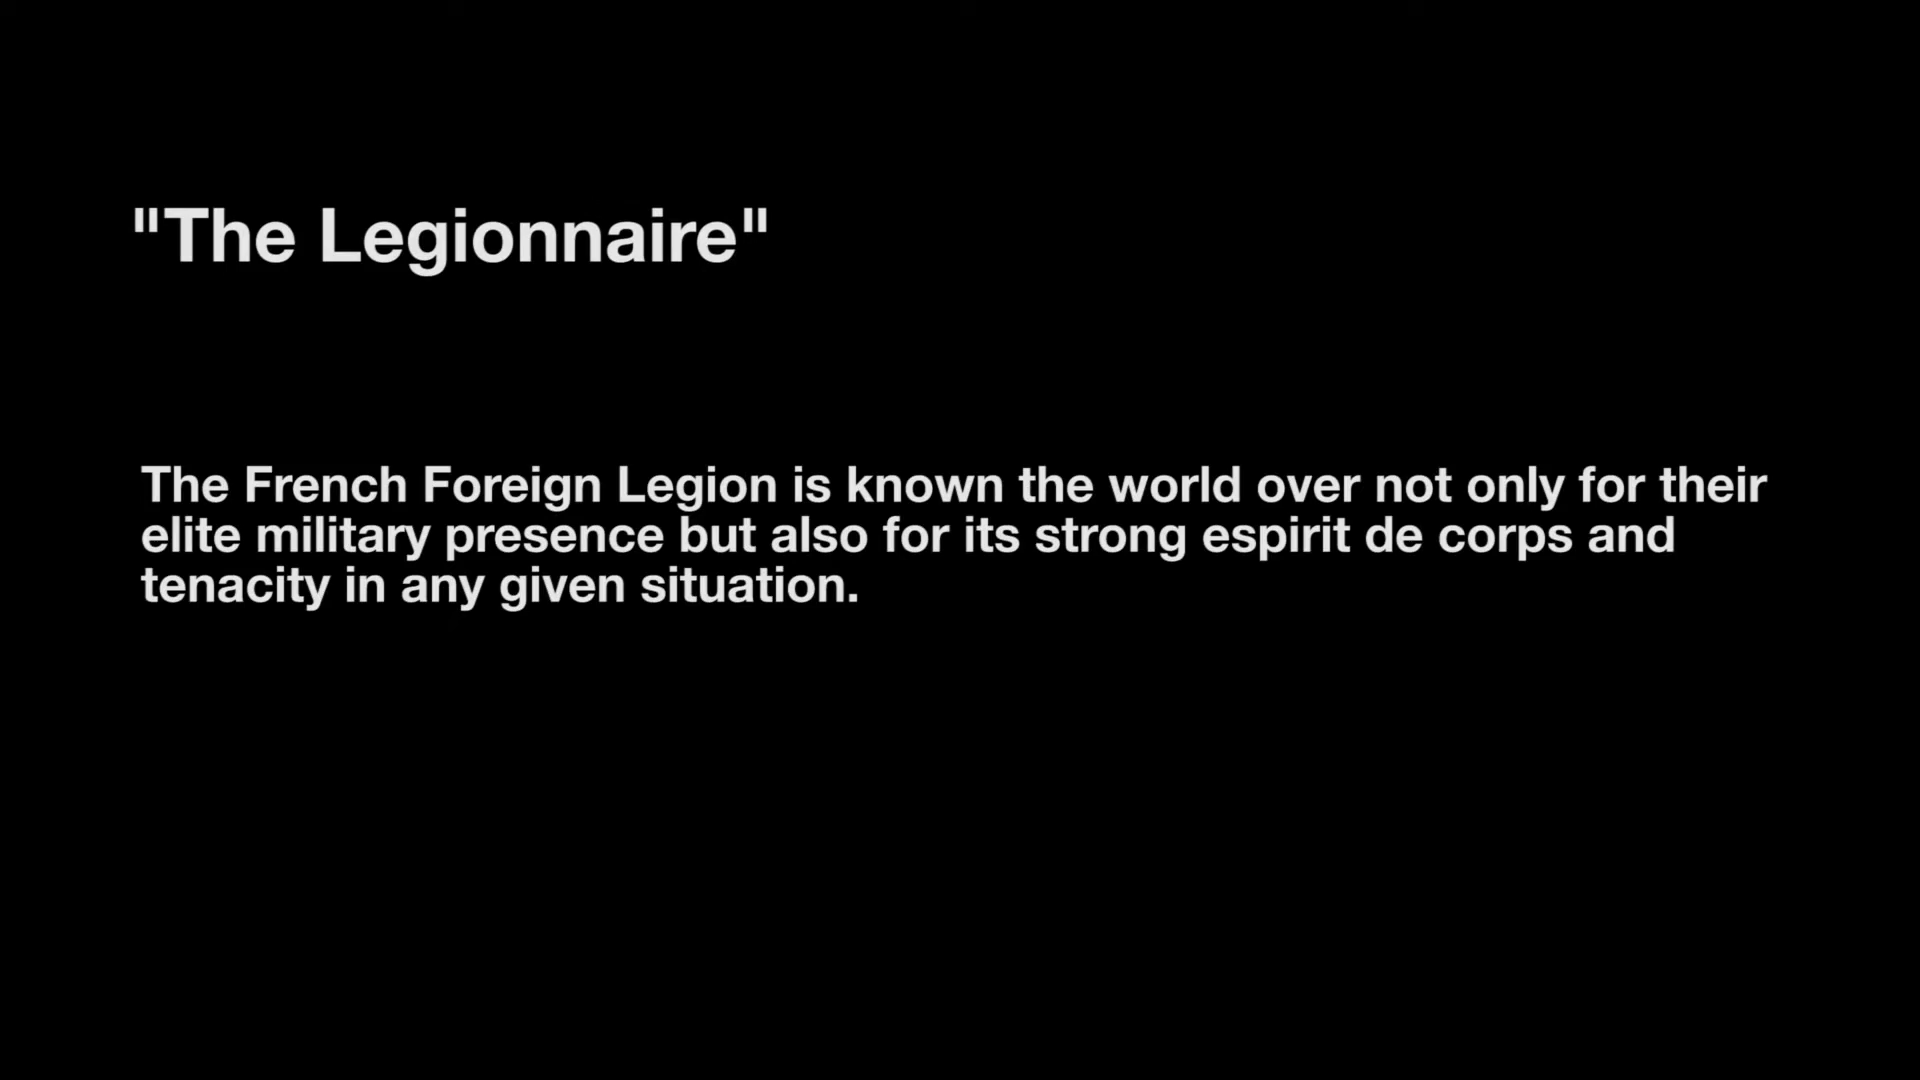 "The Legionnaire"
The French Foreign Legion is known the world over not only for their
elite military presence but also for its strong espirit de corps and
tenacity in any given situation.